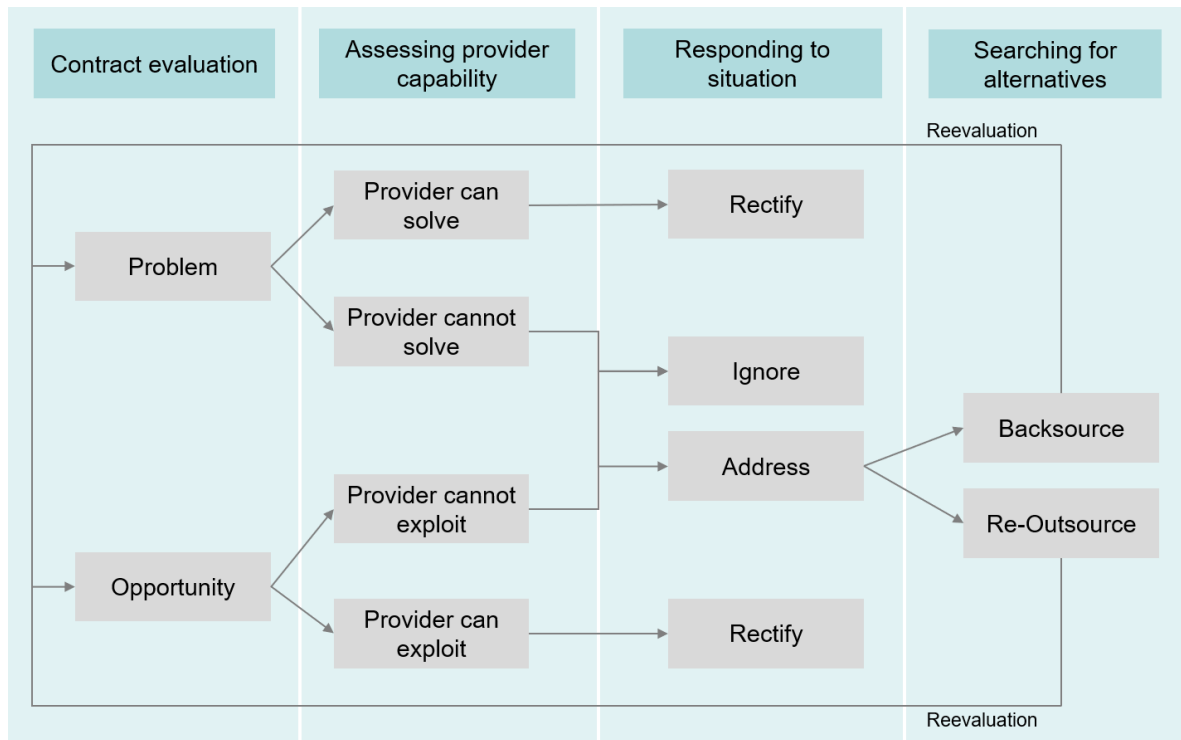 Contract evaluation
Assessing provider
capability
Responding to
situation
Searching for
alternatives
Reevaluation
Provider can
solve
Rectify
Problem
Provider cannot
solve
Ignore
Backsource
Address
Provider cannot
exploit
Re-Outsource
Opportunity
Provider can
exploit
Rectify
Reevaluation